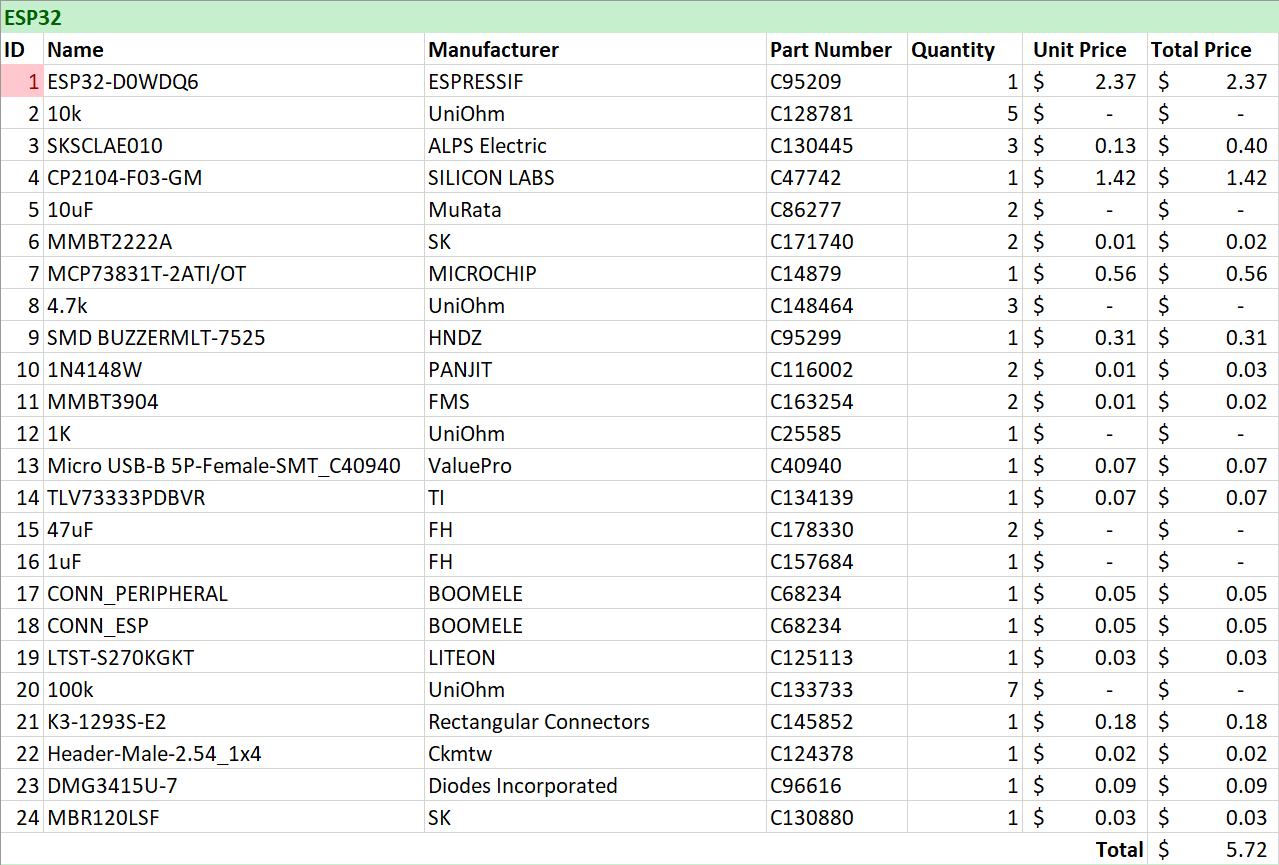 ESP32
ID Name Manufacturer Part Number Quantity Unit Price Total Price
1 ESP32-D0WDQ6 ESPRESSIF C95209 1 $ 2.37 $ 2.37
2 10k UniOhm C128781 5 $ - $ -
3 SKSCLAE010 ALPS Electric C130445 3 $ 0.13 $ 0.40
4 CP2104-F03-GM SILICON LABS C47742 1 $ 1.42 $ 1.42
5 10uF MuRata C86277 2 $ - $ -
6 MMBT2222A SK C171740 2 $ 0.01 $ 0.02
7 MCP73831T-2ATI/OT MICROCHIP C14879 1 $ 0.56 $ 0.56
8 4.7k UniOhm C148464 3 $ - $ -
9 SMD BUZZERMLT-7525 HNDZ C95299 1 $ 0.31 $ 0.31
10 1N4148W PANJIT C116002 2 $ 0.01 $ 0.03
11 MMBT3904 FMS C163254 2 $ 0.01 $ 0.02
12 1K UniOhm C25585 1 $ - $ -
13 Micro USB-B 5P-Female-SMT_C40940 ValuePro C40940 1 $ 0.07 $ 0.07
14 TLV73333PDBVR TI C134139 1 $ 0.07 $ 0.07
15 47uF FH C178330 2 $ - $ -
16 1uF FH C157684 1 $ - $ -
17 CONN_PERIPHERAL BOOMELE C68234 1 $ 0.05 $ 0.05
18 CONN_ESP BOOMELE C68234 1 $ 0.05 $ 0.05
19 LTST-S270KGKT LITEON C125113 1 $ 0.03 $ 0.03
20 100k UniOhm C133733 7 $ - $ -
21 K3-1293S-E2 Rectangular Connectors C145852 1 $ 0.18 $ 0.18
22 Header-Male-2.54_1x4 Ckmtw C124378 1 $ 0.02 $ 0.02
23 DMG3415U-7 Diodes Incorporated C96616 1 $ 0.09 $ 0.09
24 MBR120LSF SK C130880 1 $ 0.03 $ 0.03
Total $ 5.72